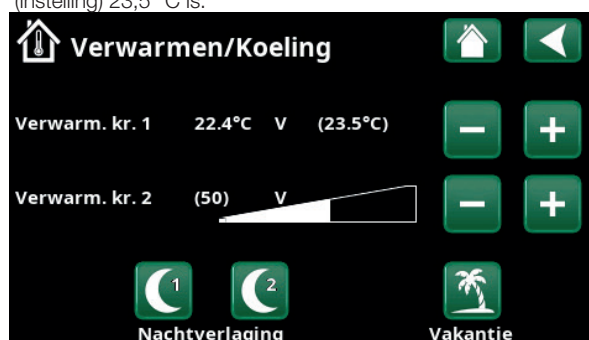 (instelling) 23,5 °C is.
Verwarmen/Koeling
Verwarm. kr. 1 22.4°C V (23.5°C)
Verwarm. kr. 2 (50) V
1 2
Nachtverlaging Vakantie